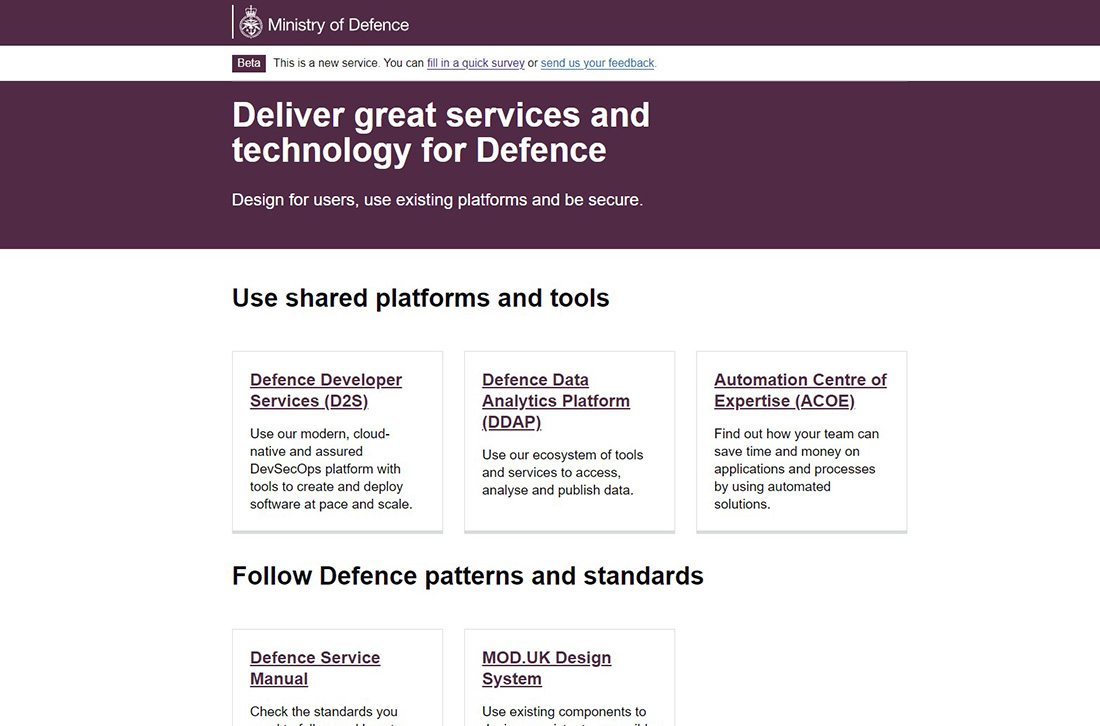 Ministry of Defence
Beta This is a new service. You can fill in a quick survey or send us your feedback.
Deliver great services and
technology for Defence
Design for users, use existing platforms and be secure.
Use shared platforms and tools
Defence Developer
Services (D2S)
Use our modern, cloud-
native and assured
DevSecOps platform with
tools to create and deploy
software at pace and scale.
Defence Data
Analytics Platform
(DDAP)
Use our ecosystem of tools
and services to access,
analyse and publish data.
Automation Centre of
Expertise (ACOE)
Find out how your team can
save time and money on
applications and processes
by using automated
solutions.
Follow Defence patterns and standards
Defence Service
Manual
Check the standards you
MOD.UK Design
System
Use existing components to